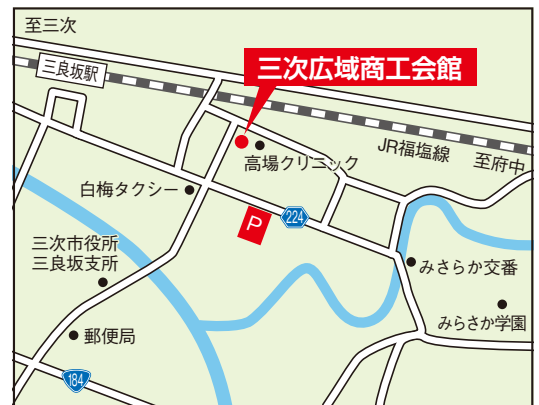 至三次
三良坂駅
三次広域商工会館
JR福塩線
至府中
高場クリニック
白梅タクシー
P
224
三次市役所
三良坂支所
みさらか交番
みらさか学園
郵便局
184